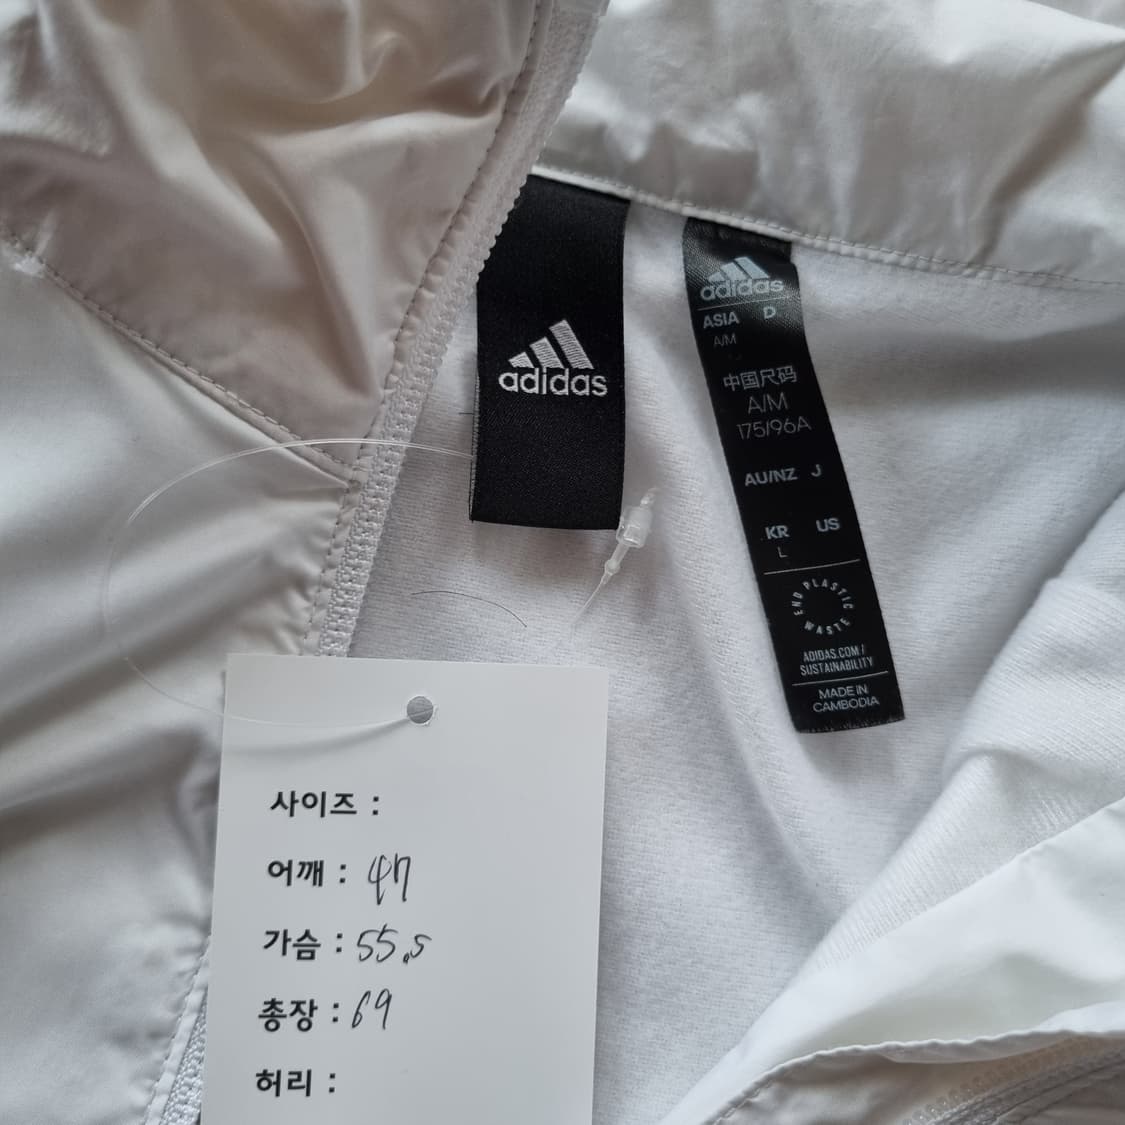 adidas
adidas
ASIA D
A/M
中国尺码
A/M
175/96A
AU/NZ J
KR US
L
END PLASTIC WASTE
ADIDAS.COM/
SUSTAINABILITY
MADE IN
CAMBODIA
사이즈 :
어깨 : 47
가슴 : 55.5
총장 : 69
허리 :